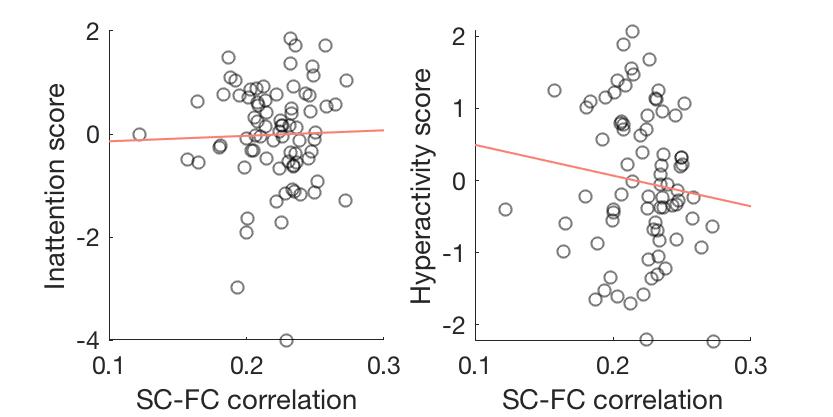 Inattention score
2
0
-2
-4
0.1 0.2 0.3
SC-FC correlation
Hyperactivity score
2
1
0
-1
-2
0.1 0.2 0.3
SC-FC correlation